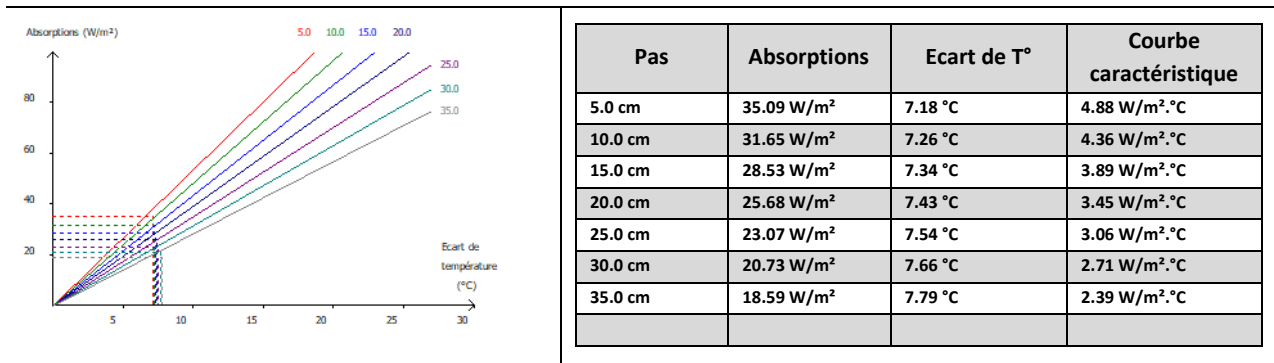 Absorptions (W/m²)
5.0 10.0 15.0 20.0
25.0
30.0
35.0
80
60
40
20
Ecart de
température
(°C)
5 10 15 20 25 30
Pas Absorptions Ecart de T° Courbe caractéristique
5.0 cm 35.09 W/m² 7.18 °C 4.88 W/m².°C
10.0 cm 31.65 W/m² 7.26 °C 4.36 W/m².°C
15.0 cm 28.53 W/m² 7.34 °C 3.89 W/m².°C
20.0 cm 25.68 W/m² 7.43 °C 3.45 W/m².°C
25.0 cm 23.07 W/m² 7.54 °C 3.06 W/m².°C
30.0 cm 20.73 W/m² 7.66 °C 2.71 W/m².°C
35.0 cm 18.59 W/m² 7.79 °C 2.39 W/m².°C